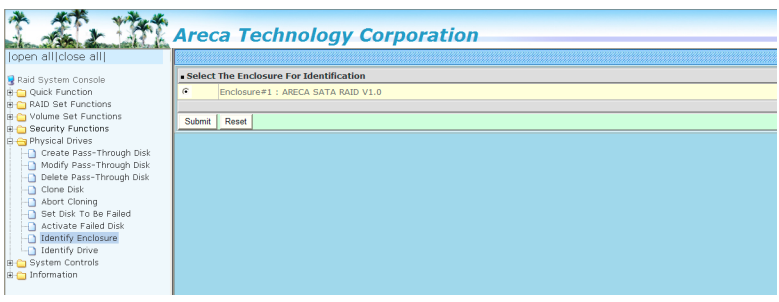 Areca Technology Corporation
|open all|close all|
Raid System Console
Quick Function
RAID Set Functions
Volume Set Functions
Security Functions
Physical Drives
Create Pass-Through Disk
Modify Pass-Through Disk
Delete Pass-Through Disk
Clone Disk
Abort Cloning
Set Disk To Be Failed
Activate Failed Disk
Identify Enclosure
Identify Drive
System Controls
Information
Select The Enclosure For Identification
Enclosure#1 : ARECA SATA RAID V1.0
Submit Reset